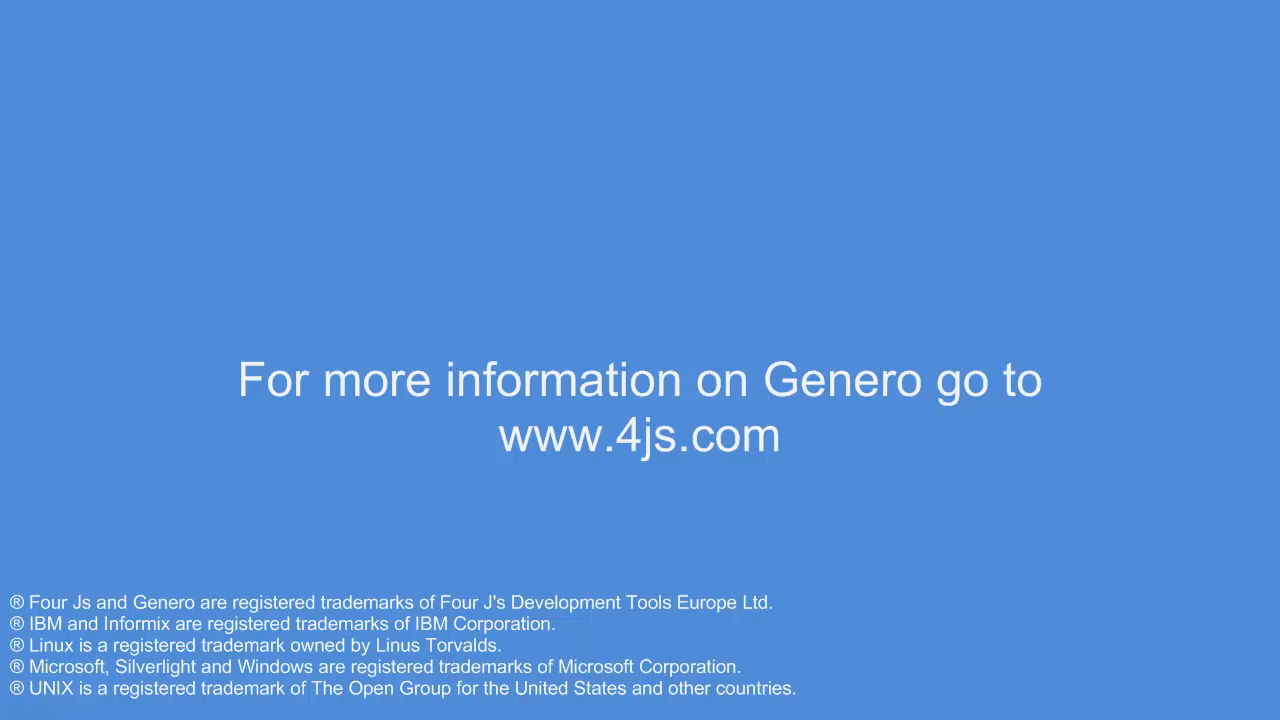 For more information on Genero go to
www.4js.com
® Four Js and Genero are registered trademarks of Four J's Development Tools Europe Ltd.
® IBM and Informix are registered trademarks of IBM Corporation.
® Linux is a registered trademark owned by Linus Torvalds.
® Microsoft, Silverlight and Windows are registered trademarks of Microsoft Corporation.
® UNIX is a registered trademark of The Open Group for the United States and other countries.